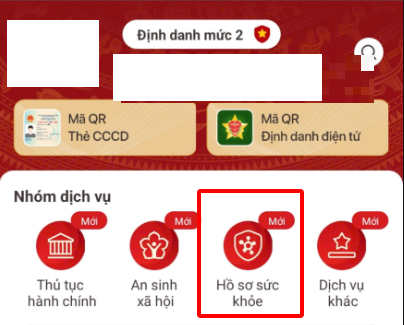 Định danh mức 2
Mã QR
Thẻ CCCD
Mã QR
Định danh điện tử
Nhóm dịch vụ
Mới
Mới
Mới
Mới
Thủ tục
hành chính
An sinh
xã hội
Hồ sơ sức
khỏe
Dịch vụ
khác